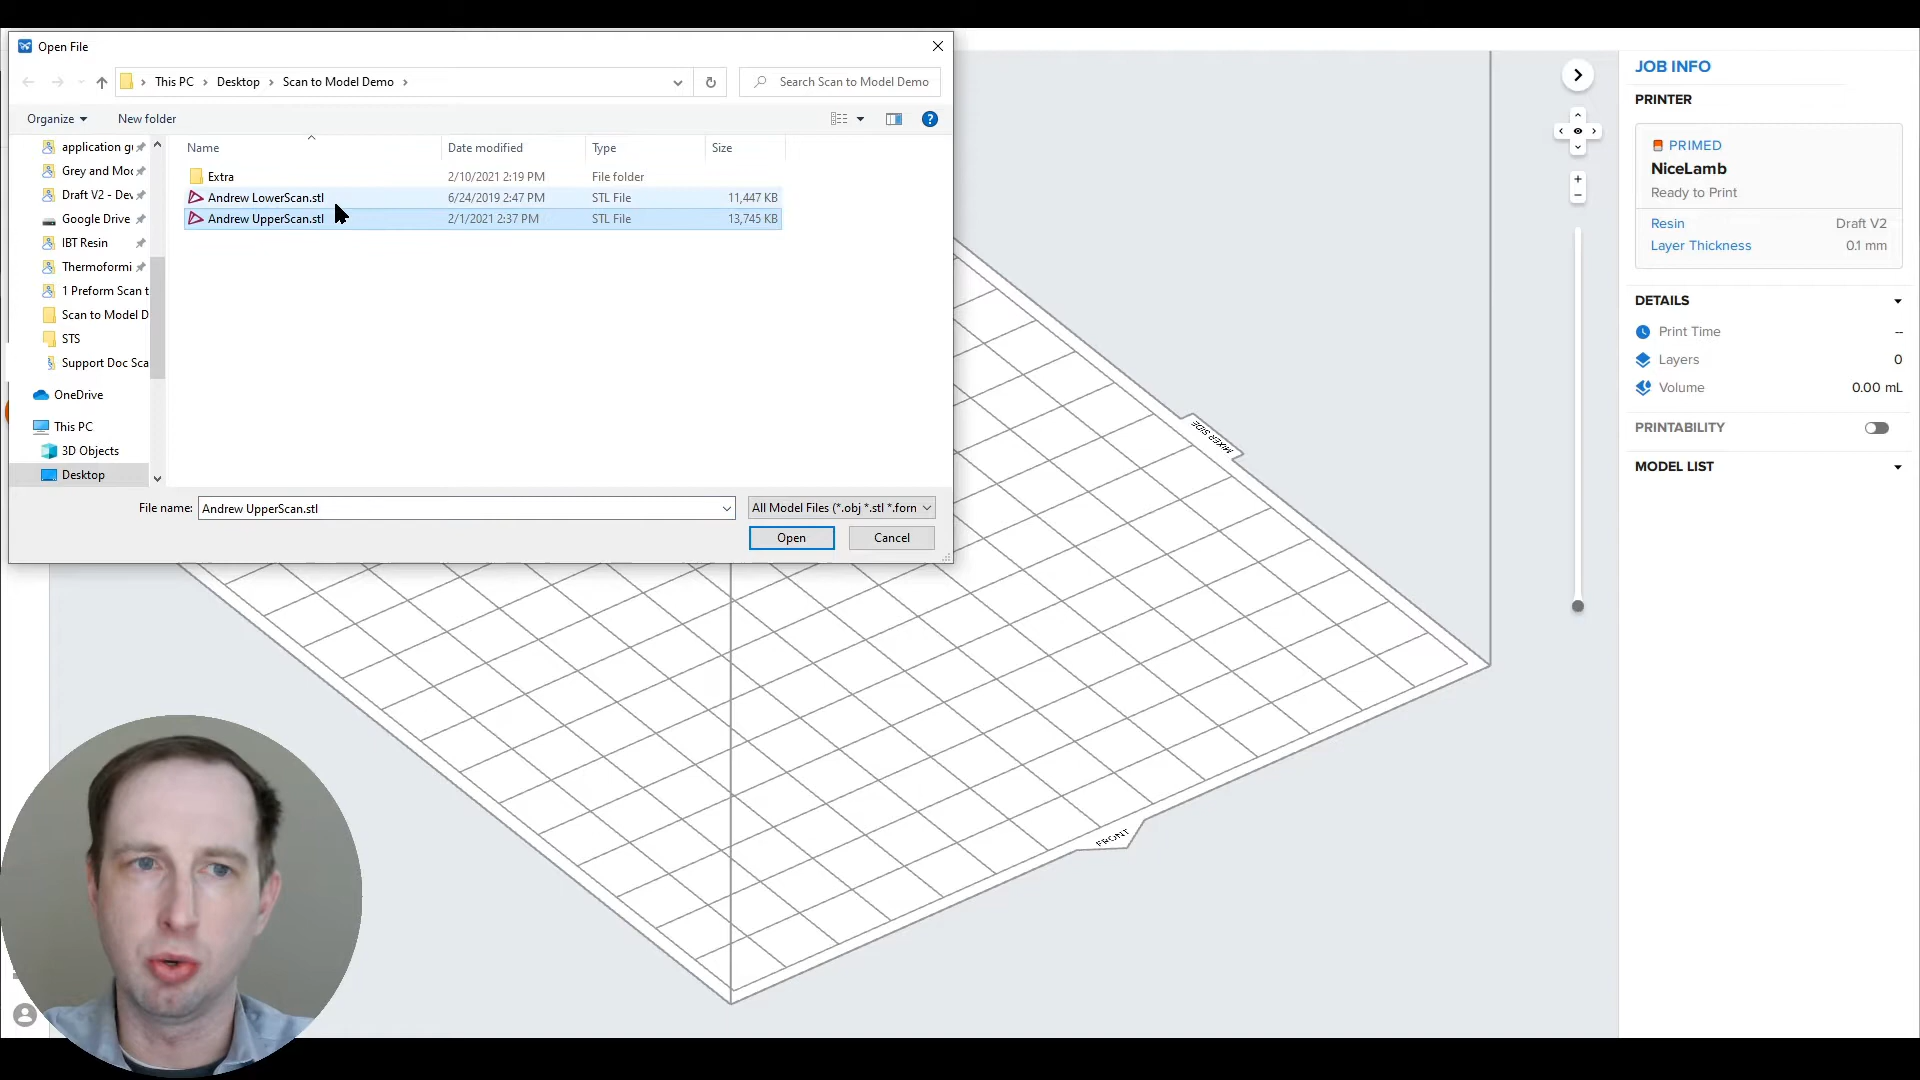 Open File
This PC > Desktop > Scan to Model Demo >
Search Scan to Model Demo
Organize
New folder
Name
Date modified
Type
Size
Extra
2/10/2021 2:19 PM
File folder
Andrew LowerScan.stl
6/24/2019 2:47 PM
STL File
11,447 KB
Andrew UpperScan.stl
2/1/2021 2:37 PM
STL File
13,745 KB
application g
Grey and Mo
Draft V2 - De
Google Drive
IBT Resin
Thermoformi
1 Preform Scan t
Scan to Model D
STS
Support Doc Sca
OneDrive
This PC
3D Objects
Desktop
File name:
Andrew UpperScan.stl
All Model Files (*.obj *.stl *.forn
Open
Cancel
MIXER SIDE
FRONT
JOB INFO
PRINTER
PRIMED
NiceLamb
Ready to Print
Resin
Draft V2
Layer Thickness
0.1 mm
DETAILS
Print Time
--
Layers
0
Volume
0.00 mL
PRINTABILITY
MODEL LIST